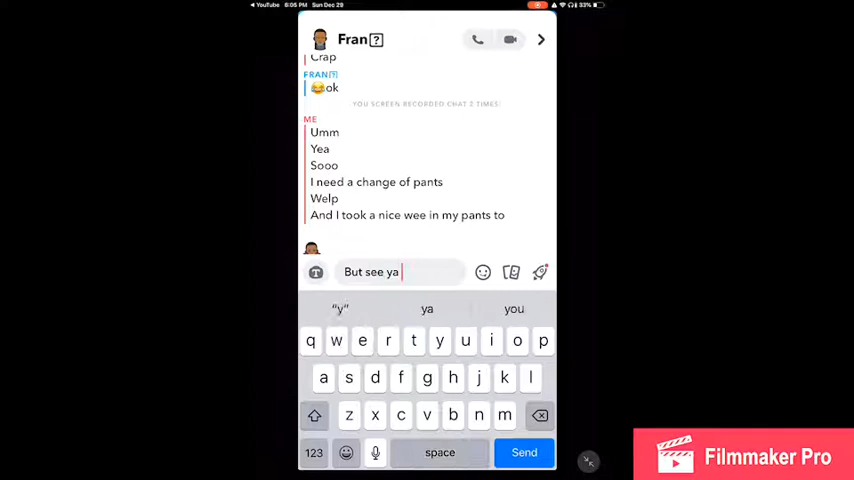 YouTube 6:05 PM Sun Dec 29 33%
Fran
Crap
FRAN
😂ok
YOU SCREEN RECORDED CHAT 2 TIMES!
ME
Umm
Yea
Sooo
I need a change of pants
Welp
And I took a nice wee in my pants to
T
But see ya
"y" ya you
q w e r t y u i o p
a s d f g h j k l
z x c v b n m
123 space Send
Filmmaker Pro